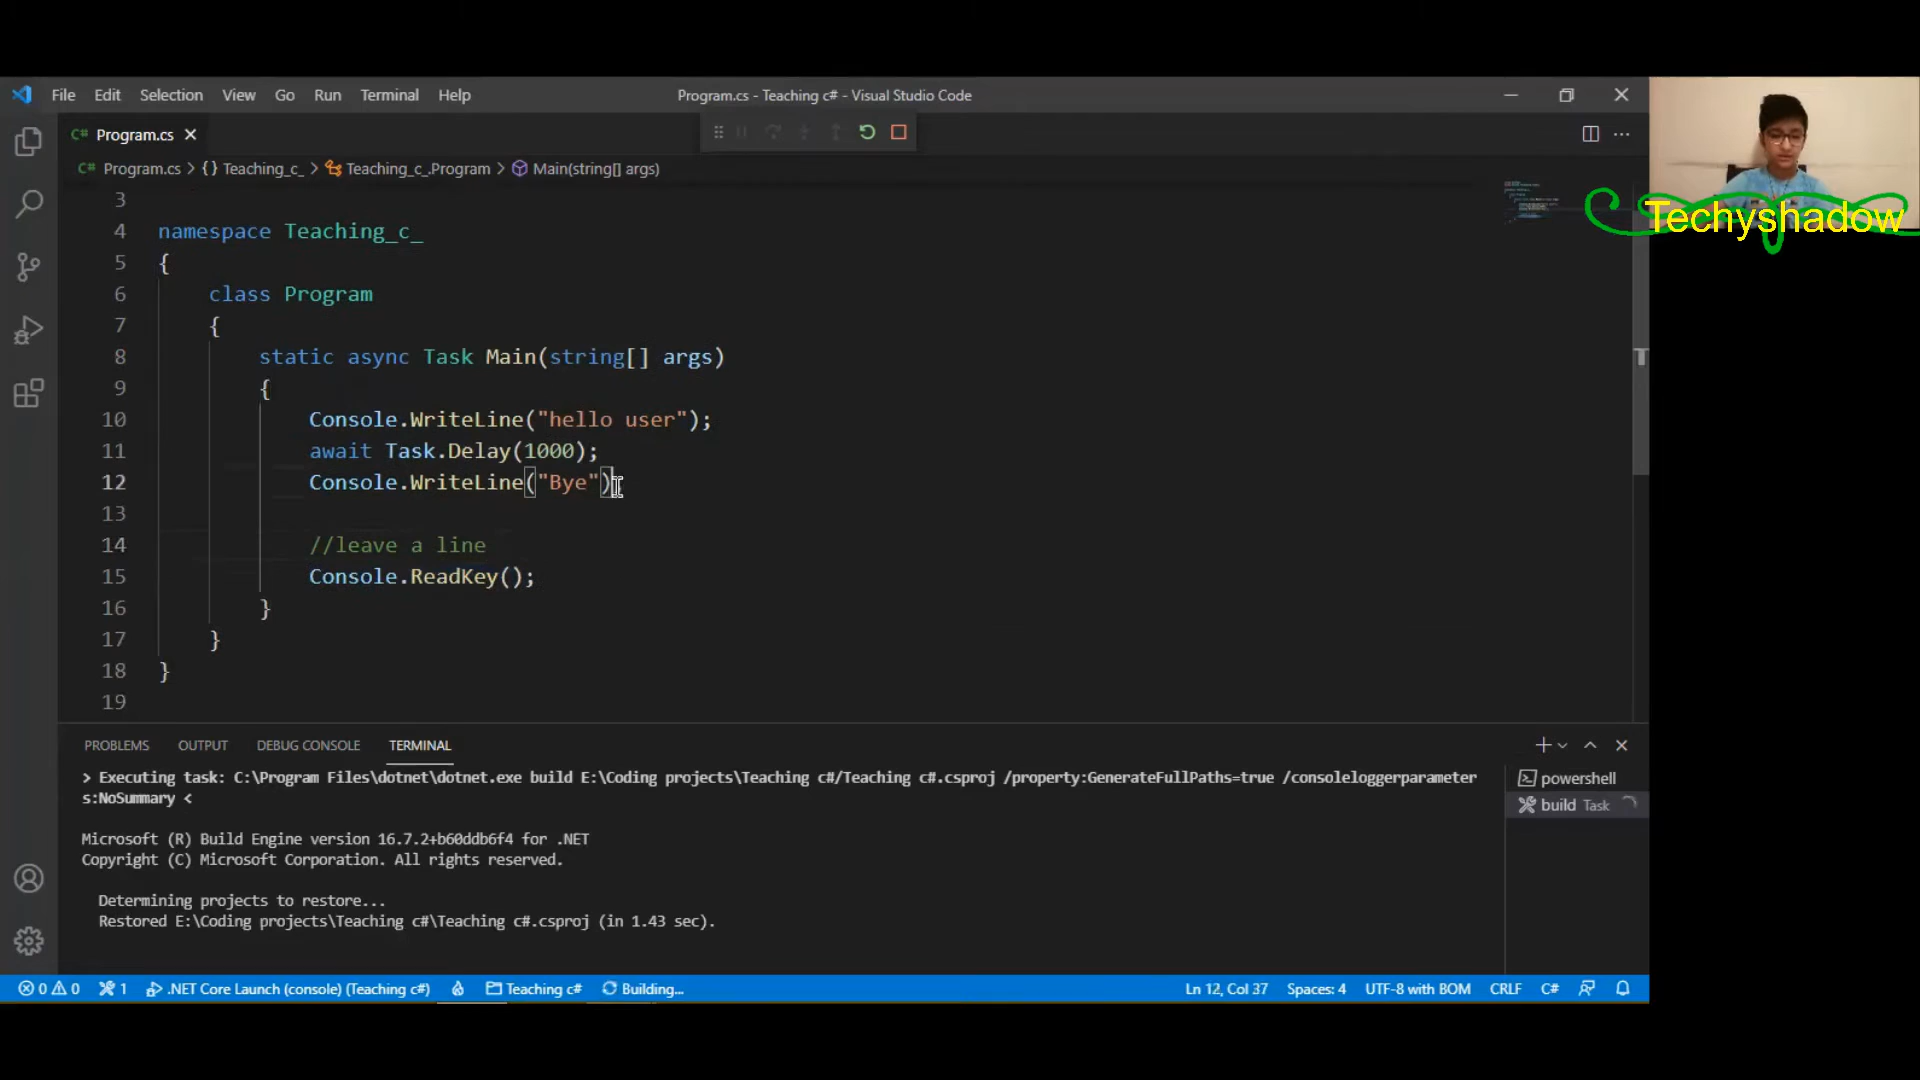 File Edit Selection View Go Run Terminal Help Program.cs - Teaching c# - Visual Studio Code
C# Program.cs
C# Program.cs > {} Teaching_c_ > Teaching_c_.Program > Main(string[] args)
Techyshadow
3
4 namespace Teaching_c_
5 {
6 class Program
7 {
8 static async Task Main(string[] args)
9 {
10 Console.WriteLine("hello user");
11 await Task.Delay(1000);
12 Console.WriteLine("Bye")
13
14 //leave a line
15 Console.ReadKey();
16 }
17 }
18 }
19
PROBLEMS OUTPUT DEBUG CONSOLE TERMINAL
> Executing task: C:\Program Files\dotnet\dotnet.exe build E:\Coding projects\Teaching c#/Teaching c#.csproj /property:GenerateFullPaths=true /consoleloggerparameter
s:NoSummary <
powershell
build Task
Microsoft (R) Build Engine version 16.7.2+b60ddb6f4 for .NET
Copyright (C) Microsoft Corporation. All rights reserved.
Determining projects to restore...
Restored E:\Coding projects\Teaching c#\Teaching c#.csproj (in 1.43 sec).
0 0 1 .NET Core Launch (console) (Teaching c#) Teaching c# Building... Ln 12, Col 37 Spaces: 4 UTF-8 with BOM CRLF C#